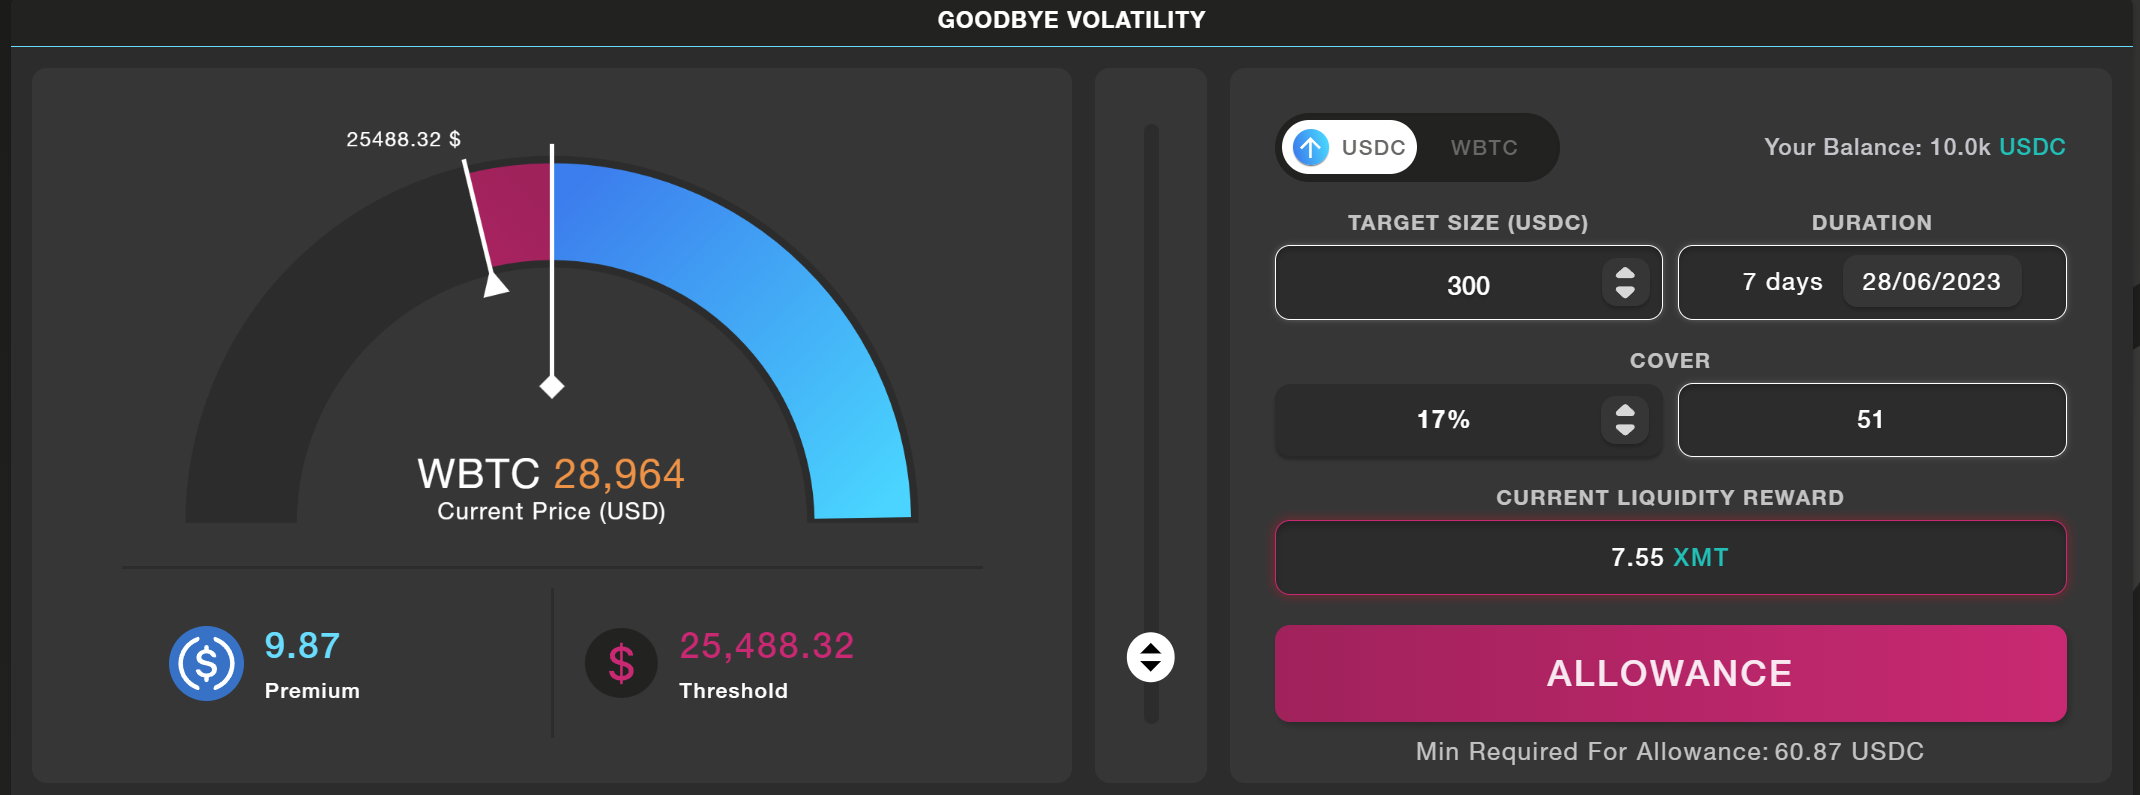 GOODBYE VOLATILITY
25488.32 $
WBTC 28,964
Current Price (USD)
9.87
Premium
$
25,488.32
Threshold
USDC WBTC
Your Balance: 10.0k USDC
TARGET SIZE (USDC)
DURATION
300
7 days 28/06/2023
COVER
17%
51
CURRENT LIQUIDITY REWARD
7.55 XMT
ALLOWANCE
Min Required For Allowance: 60.87 USDC